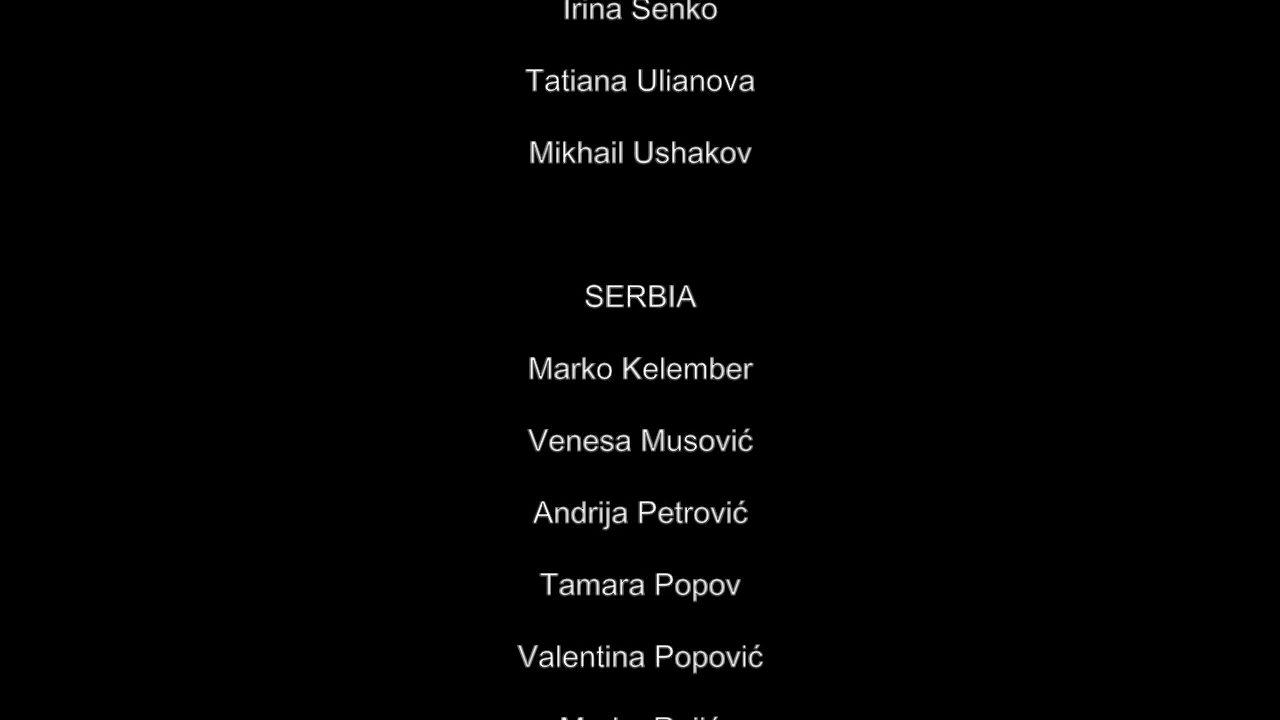 Irina Senko
Tatiana Ulianova
Mikhail Ushakov
SERBIA
Marko Kelember
Venesa Musović
Andrija Petrović
Tamara Popov
Valentina Popović